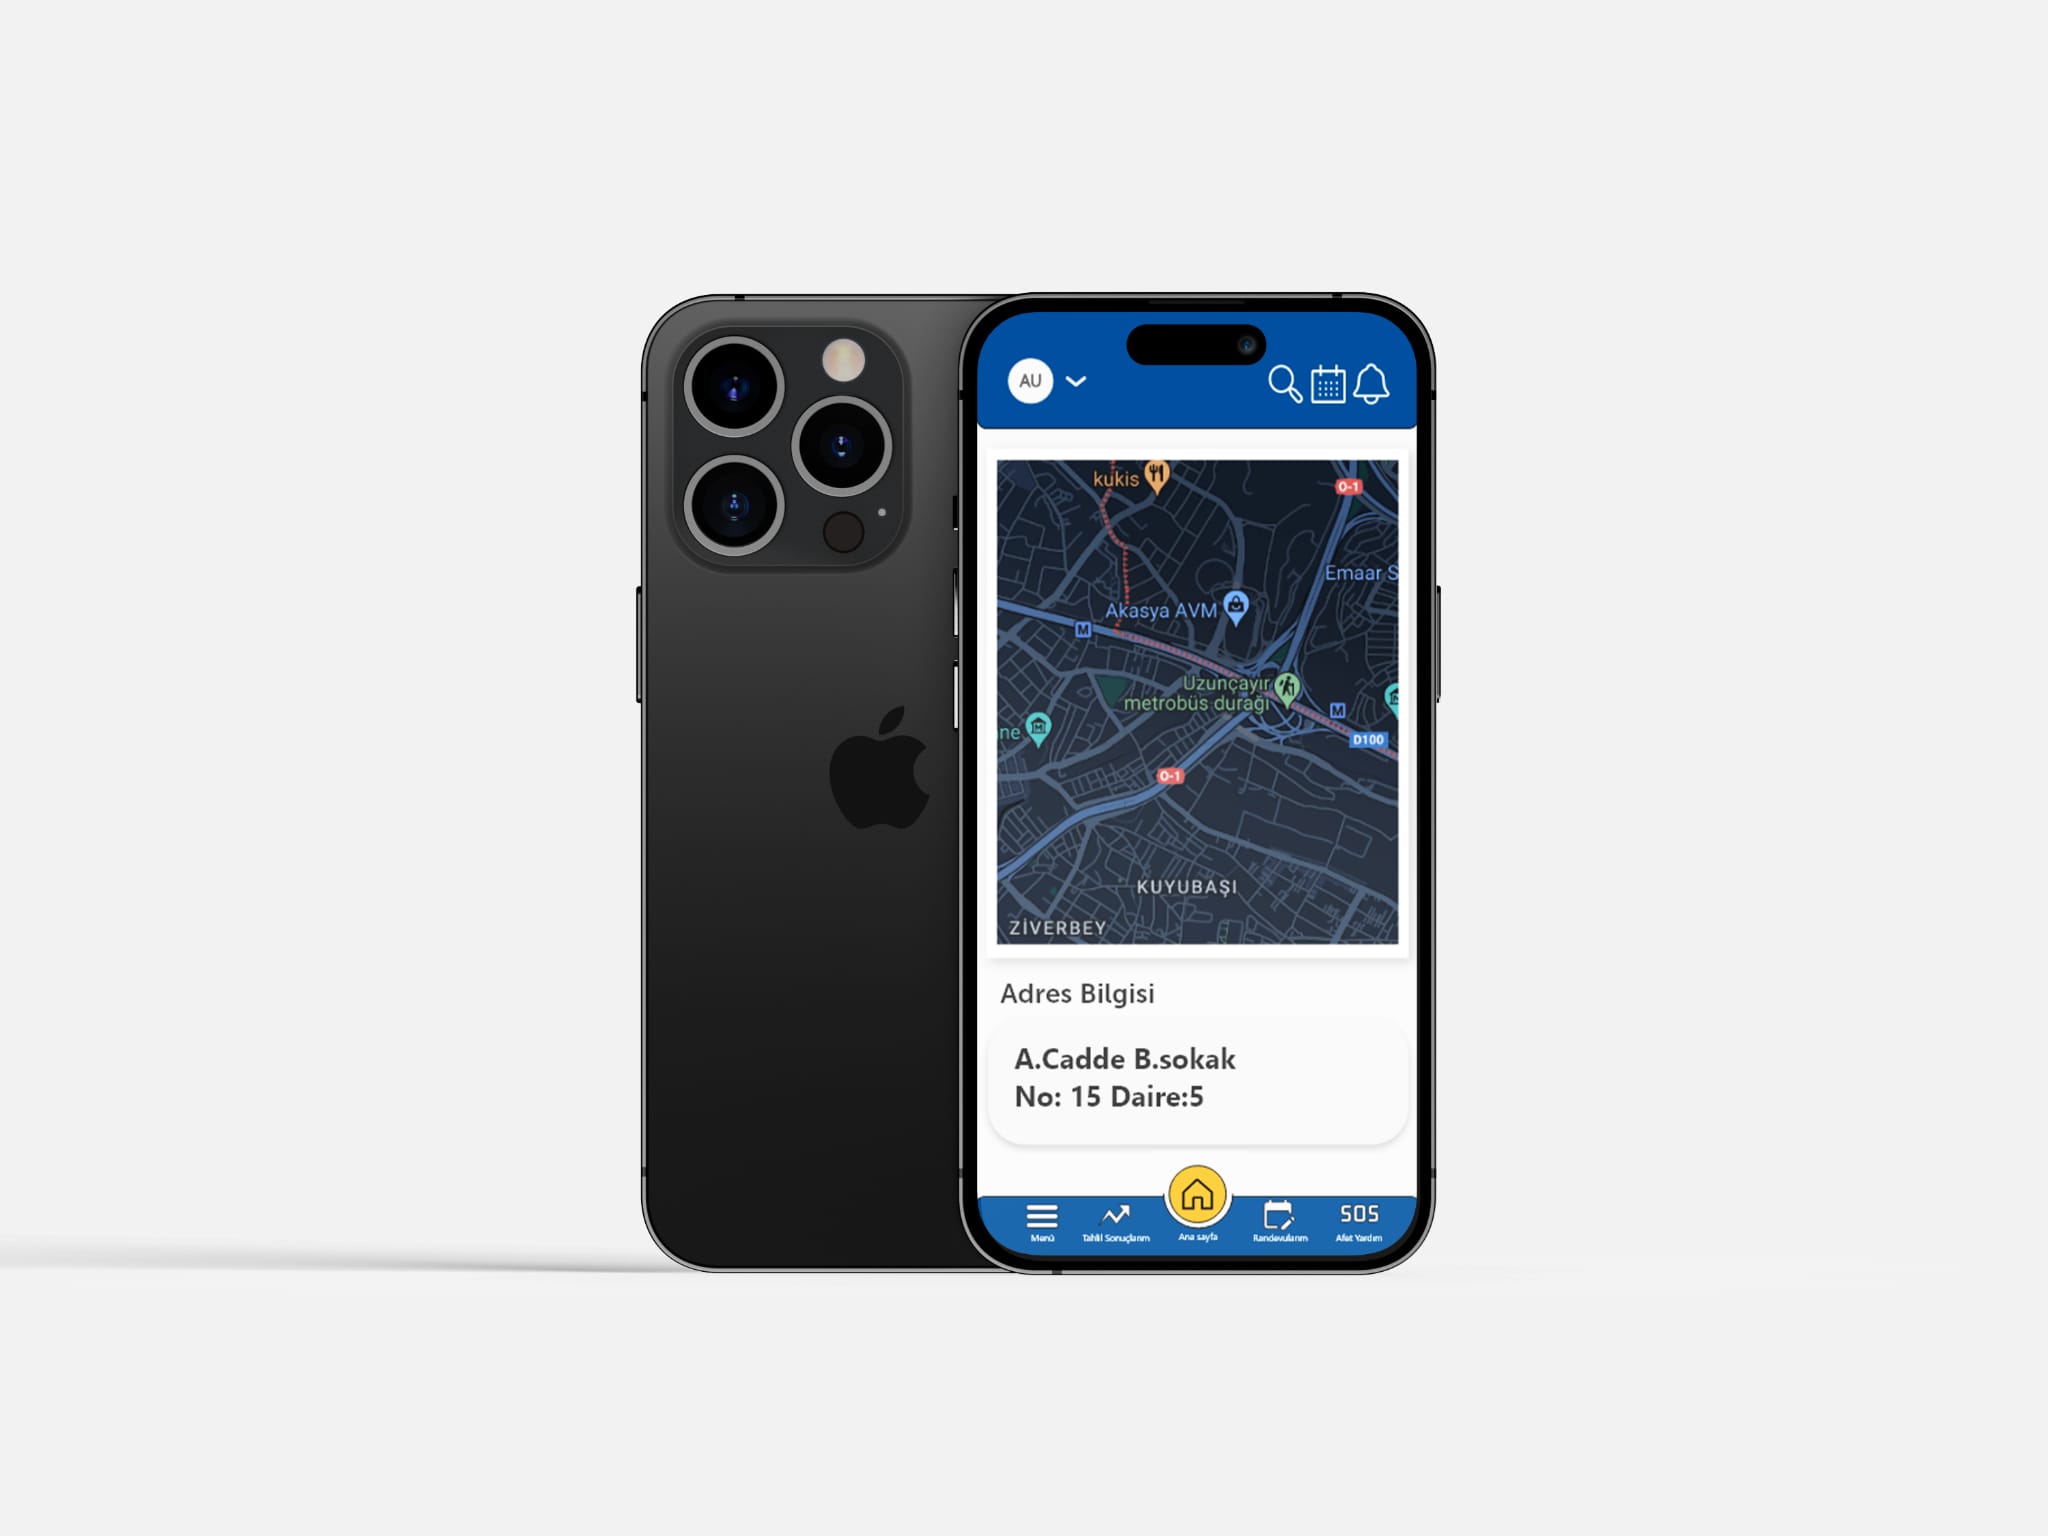 AU
kukis
O-1
Emaar S
Akasya AVM
M
Uzunçayır
metrobüs durağı
M
ne
D100
O-1
KUYUBAŞI
ZİVERBEY
Adres Bilgisi
A.Cadde B.sokak
No: 15 Daire:5
Menü
Tahlil Sonuçlarım
Ana sayfa
Randevularım
SOS
Afet Yardım